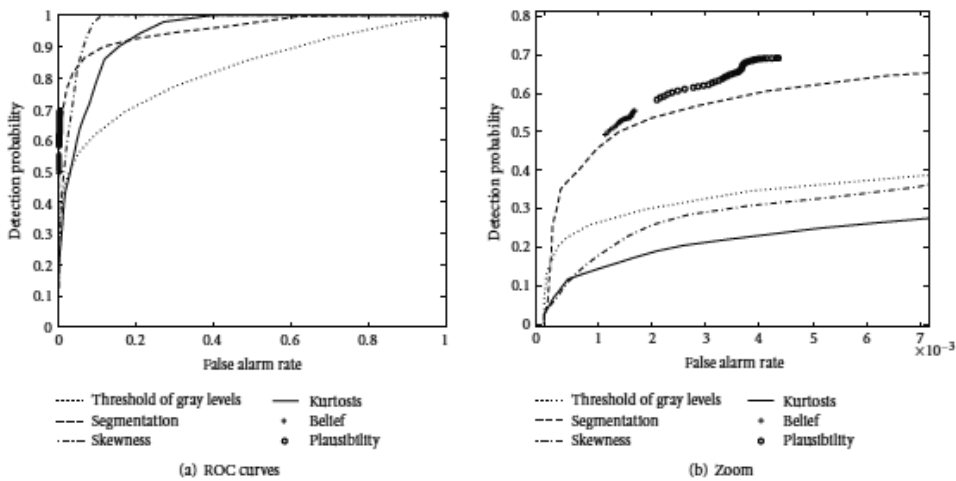 1
0.9
0.8
0.7
0.6
0.5
0.4
0.3
0.2
0.1
0
Detection probability
0 0.2 0.4 0.6 0.8 1
False alarm rate
Threshold of gray levels
Segmentation
Skewness
Kurtosis
Belief
Plausibility
(a) ROC curves
0.8
0.7
0.6
0.5
0.4
0.3
0.2
0.1
0
Detection probability
0 1 2 3 4 5 6 7
×10−3
False alarm rate
Threshold of gray levels
Segmentation
Skewness
Kurtosis
Belief
Plausibility
(b) Zoom